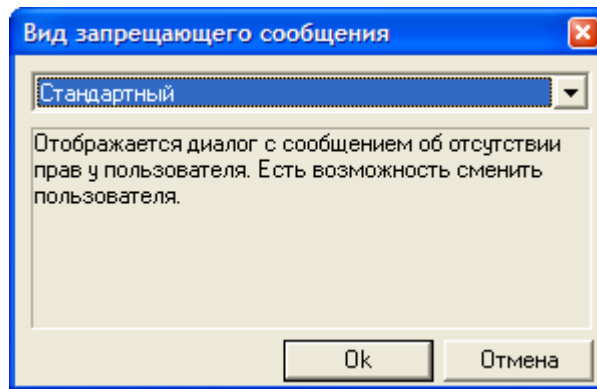 Вид запрещающего сообщения
Стандартный
Отображается диалог с сообщением об отсутствии
прав у пользователя. Есть возможность сменить
пользователя.
Ok
Отмена